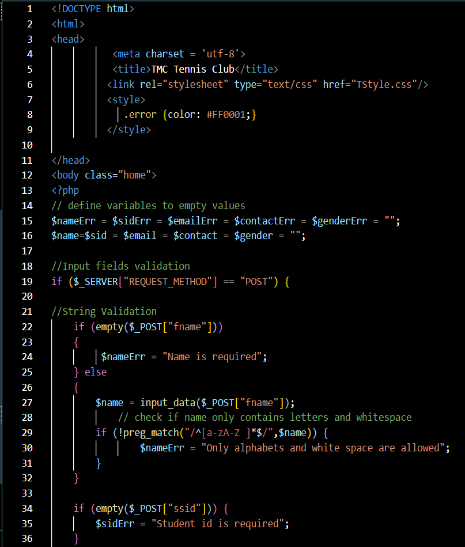 1 <!DOCTYPE html>
2 <html>
3 <head>
4 <meta charset = 'utf-8'>
5 <title>TMC Tennis Club</title>
6 <link rel="stylesheet" type="text/css" href="TStyle.css"/>
7 <style>
8 .error {color: #FF0001;}
9 </style>
10
11 </head>
12 <body class="home">
13 <?php
14 // define variables to empty values
15 $nameErr = $sidErr = $emailErr = $contactErr = $genderErr = "";
16 $name=$sid = $email = $contact = $gender = "";
17
18 //Input fields validation
19 if ($_SERVER["REQUEST_METHOD"] == "POST") {
20
21 //String Validation
22 if (empty($_POST["fname"]))
23 {
24 $nameErr = "Name is required";
25 } else
26 {
27 $name = input_data($_POST["fname"]);
28 // check if name only contains letters and whitespace
29 if (!preg_match("/^[a-zA-Z ]*$/",$name)) {
30 $nameErr = "Only alphabets and white space are allowed";
31 }
32 }
33
34 if (empty($_POST["ssid"])) {
35 $sidErr = "Student id is required";
36 }